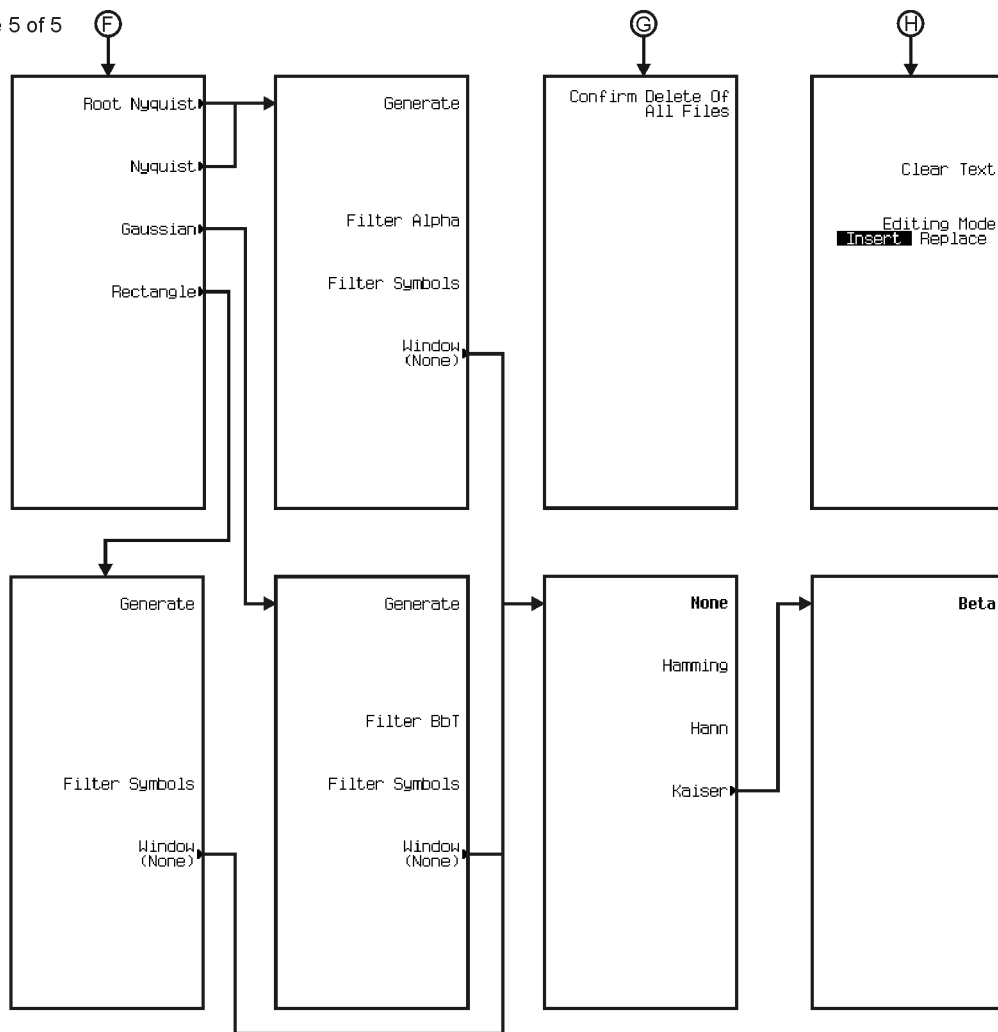 5 of 5
F
G
H
Root Nyquist
Nyquist
Gaussian
Rectangle
Generate
Filter Alpha
Filter Symbols
Window
(None)
Confirm Delete Of
All Files
Clear Text
Editing Mode
Insert Replace
Generate
Filter Symbols
Window
(None)
Generate
Filter BbT
Filter Symbols
Window
(None)
None
Hamming
Hann
Kaiser
Beta